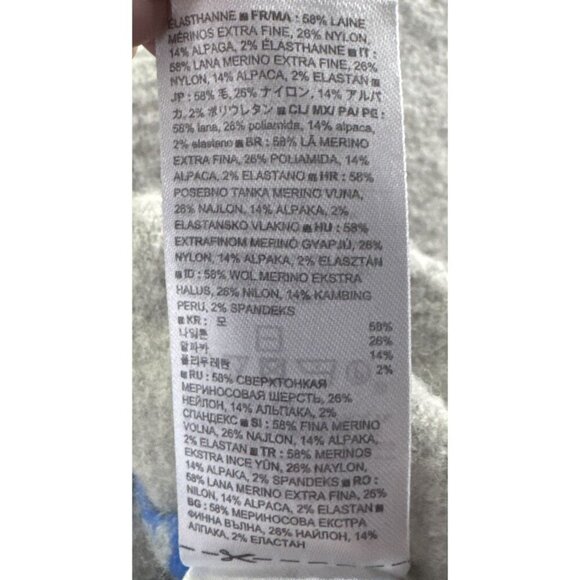 ÉLASTHANNE ■ FR/MA : 58% LAINE
MÉRINOS EXTRA FINE, 26% NYLON,
14% ALPAGA, 2% ÉLASTHANNE ■ IT :
58% LANA MERINO EXTRA FINE, 26%
NYLON, 14% ALPACA, 2% ELASTAN ■
JP : 58% 毛, 26% ナイロン, 14% アルパ
カ, 2% ポリウレタン ■ CL/ MX/ PA/ PE :
58% lana, 26% poliamida, 14% alpaca,
2% elastano ■ BR : 58% LÃ MERINO
EXTRA FINA, 26% POLIAMIDA, 14%
ALPACA, 2% ELASTANO ■ HR : 58%
POSEBNO TANKA MERINO VUNA,
26% NAJLON, 14% ALPAKA, 2%
ELASTANSKO VLAKNO ■ HU : 58%
EXTRAFINOM MERINÓ GYAPJÚ, 26%
NYLON, 14% ALPAKA, 2% ELASZTÁN
■ ID : 58% WOL MERINO EKSTRA
HALUS, 26% NILON, 14% KAMBING
PERU, 2% SPANDEKS
■ KR : 모 58%
나일론 26%
알파카 14%
폴리우레탄 2%
■ RU : 58% СВЕРХТОНКАЯ
МЕРИНОСОВАЯ ШЕРСТЬ, 26%
НЕЙЛОН, 14% АЛЬПАКА, 2%
СПАНДЕКС ■ SI : 58% FINA MERINO
VOLNA, 26% NAJLON, 14% ALPAKA,
2% ELASTAN ■ TR : 58% MERINOS
EKSTRA INCE YÜN, 26% NAYLON,
14% ALPAKA, 2% SPANDEKS ■ RO :
58% LANA MERINO EXTRA FINE, 26%
NILON, 14% ALPACA, 2% ELASTAN ■
BG : 58% МЕРИНОСОВА ЕКСТРА
ФИННА ВЪЛНА, 26% НАЙЛОН, 14%
АЛПАКА, 2% ЕЛАСТАН